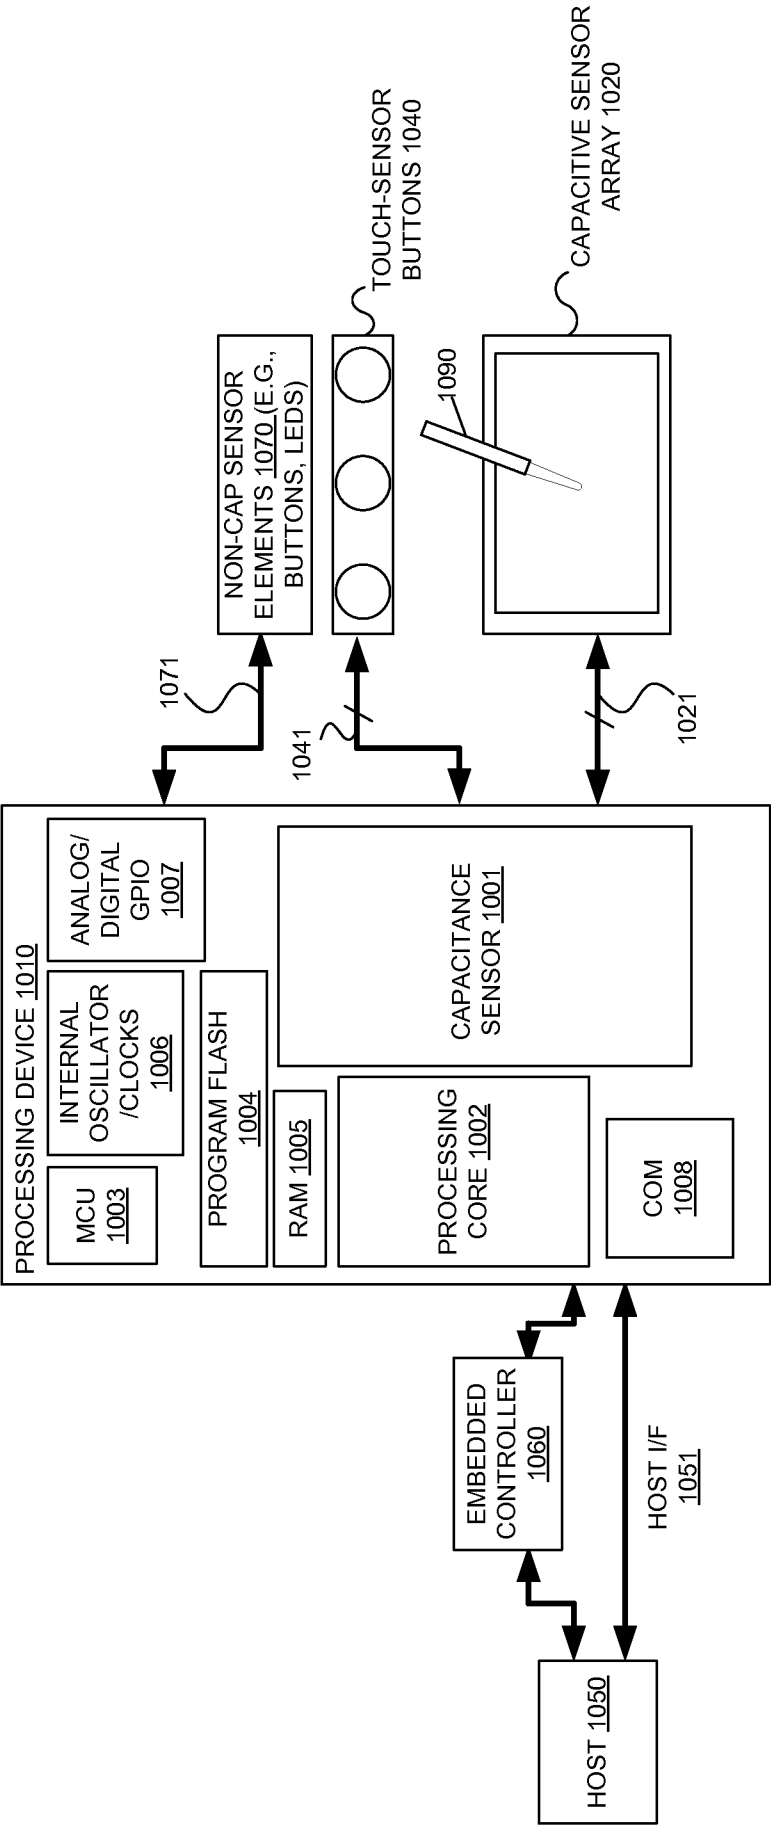 PROCESSING DEVICE 1010
MCU
1003
INTERNAL
OSCILLATOR
/CLOCKS
1006
ANALOG/
DIGITAL
GPIO
1007
PROGRAM FLASH
1004
RAM 1005
PROCESSING
CORE 1002
CAPACITANCE
SENSOR 1001
COM
1008
HOST 1050
EMBEDDED
CONTROLLER
1060
HOST I/F
1051
1071
1041
1021
NON-CAP SENSOR
ELEMENTS 1070 (E.G.,
BUTTONS, LEDS)
TOUCH-SENSOR
BUTTONS 1040
1090
CAPACITIVE SENSOR
ARRAY 1020